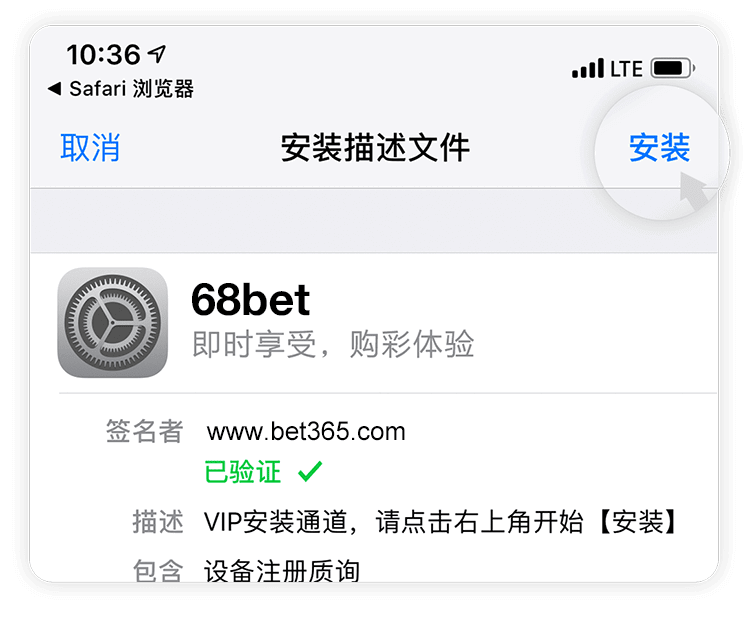 10:36
LTE
Safari 浏览器
取消
安装描述文件
安装
68bet
即时享受，购彩体验
签名者 www.bet365.com
已验证
描述 VIP安装通道，请点击右上角开始【安装】
包含 设备注册质询